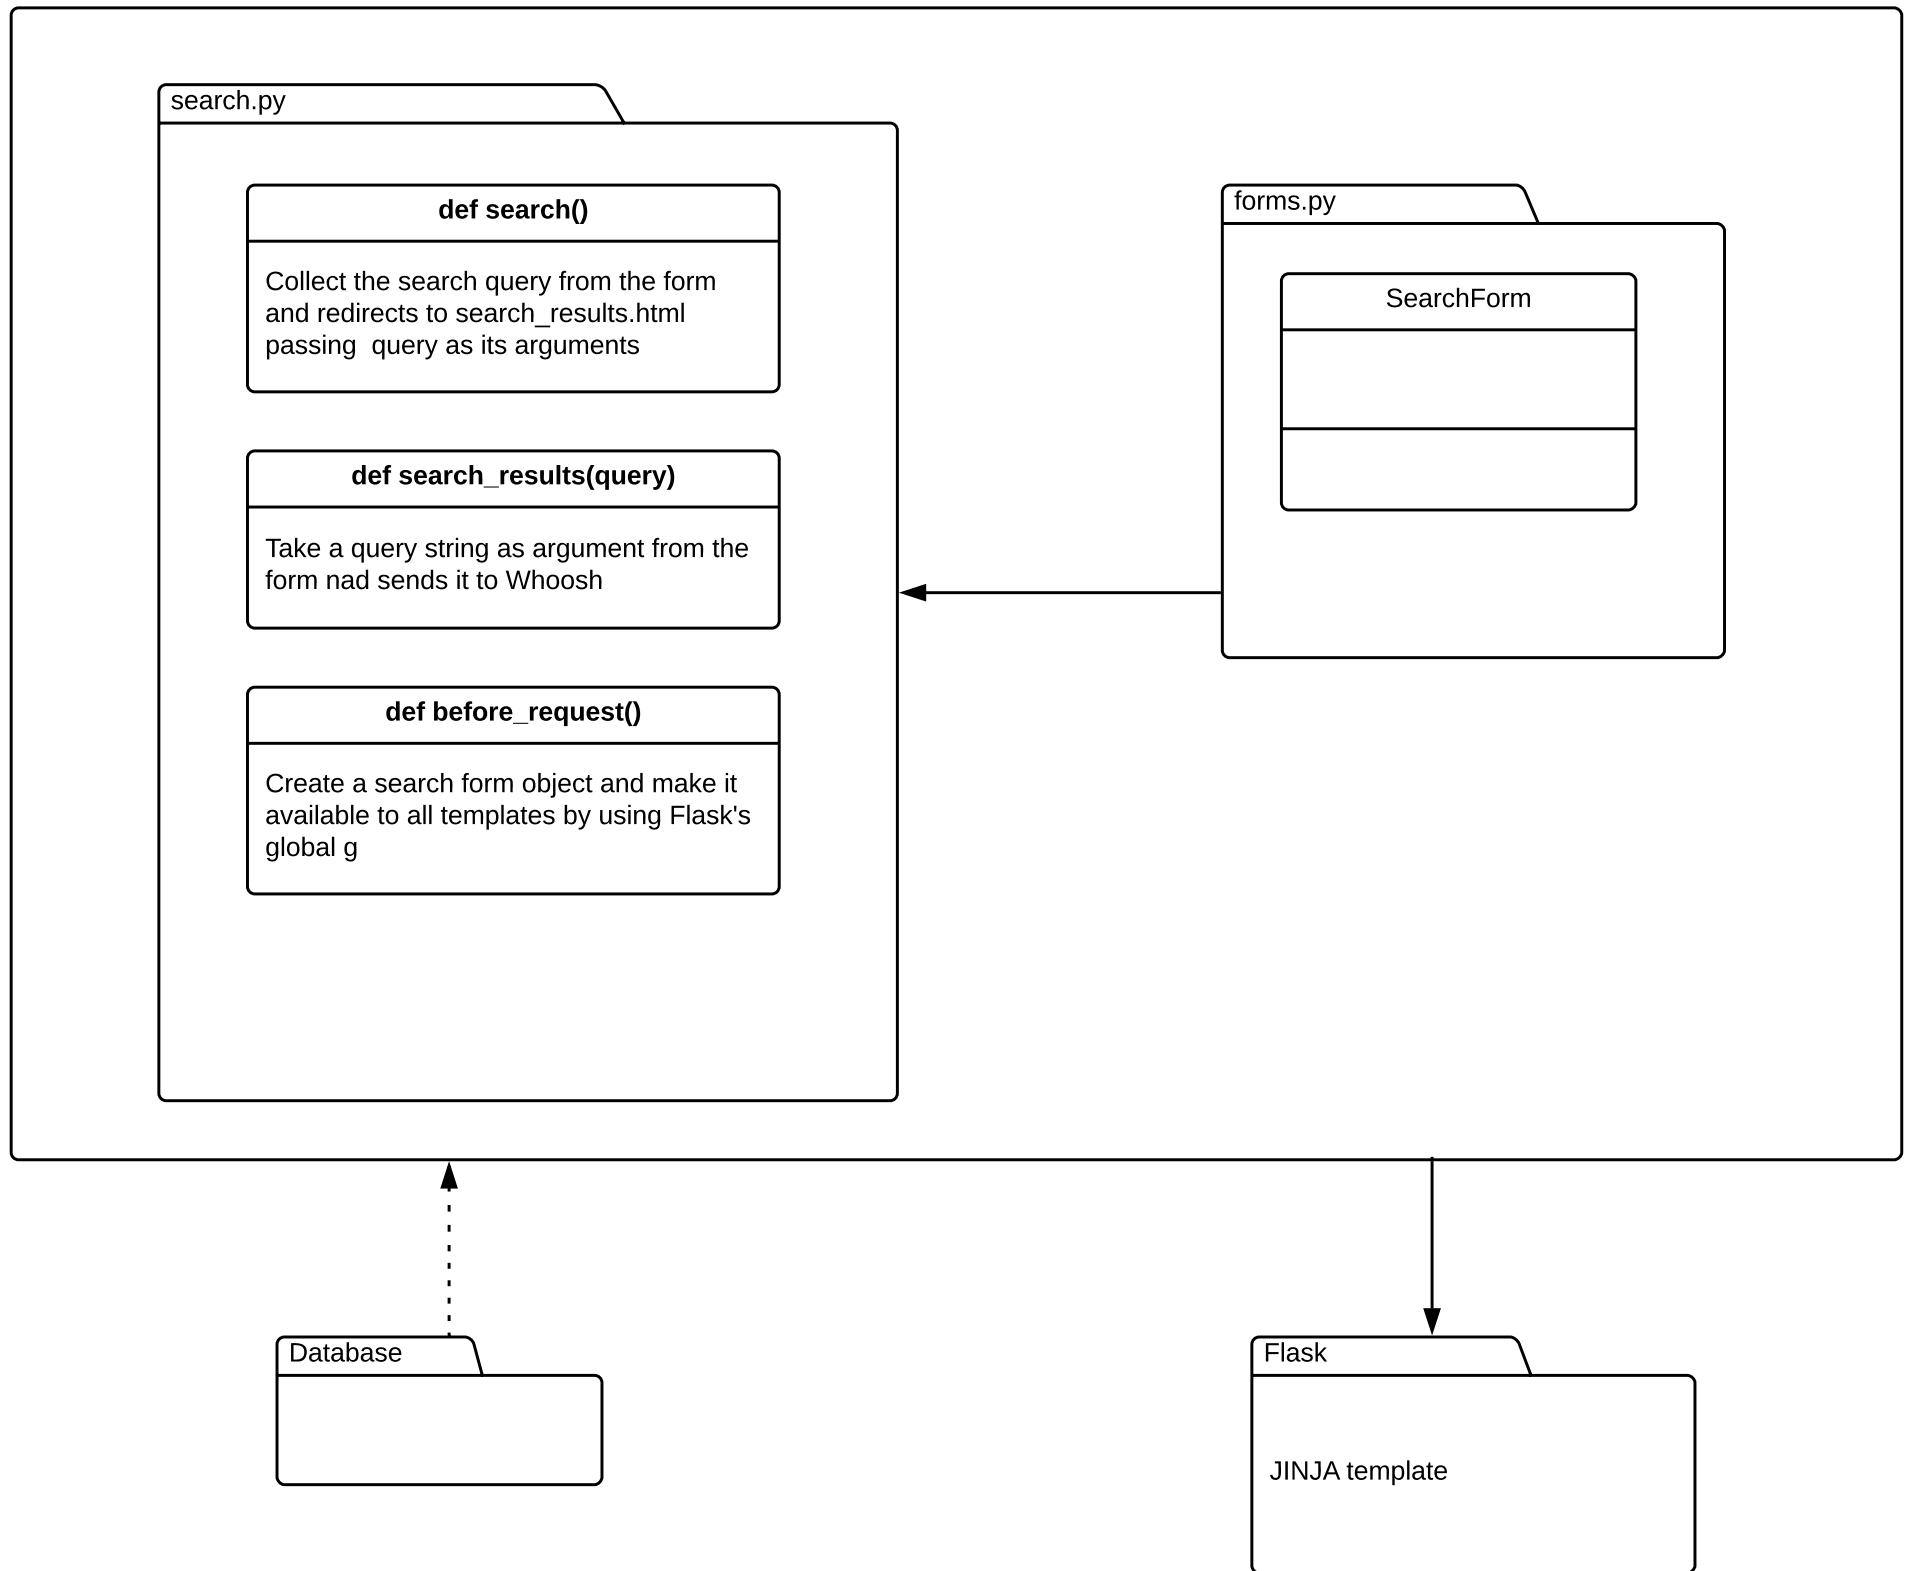 search.py
def search()
Collect the search query from the form
and redirects to search_results.html
passing  query as its arguments
def search_results(query)
Take a query string as argument from the
form nad sends it to Whoosh
def before_request()
Create a search form object and make it
available to all templates by using Flask's
global g
forms.py
SearchForm
Database
Flask
JINJA template